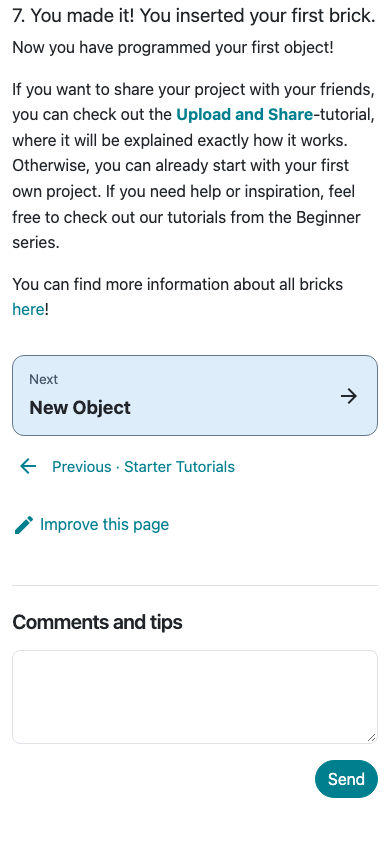 7. You made it! You inserted your first brick.
Now you have programmed your first object!
If you want to share your project with your friends,
you can check out the Upload and Share-tutorial,
where it will be explained exactly how it works.
Otherwise, you can already start with your first
own project. If you need help or inspiration, feel
free to check out our tutorials from the Beginner
series.
You can find more information about all bricks
here!
Next
New Object
Previous · Starter Tutorials
Improve this page
Comments and tips
Send